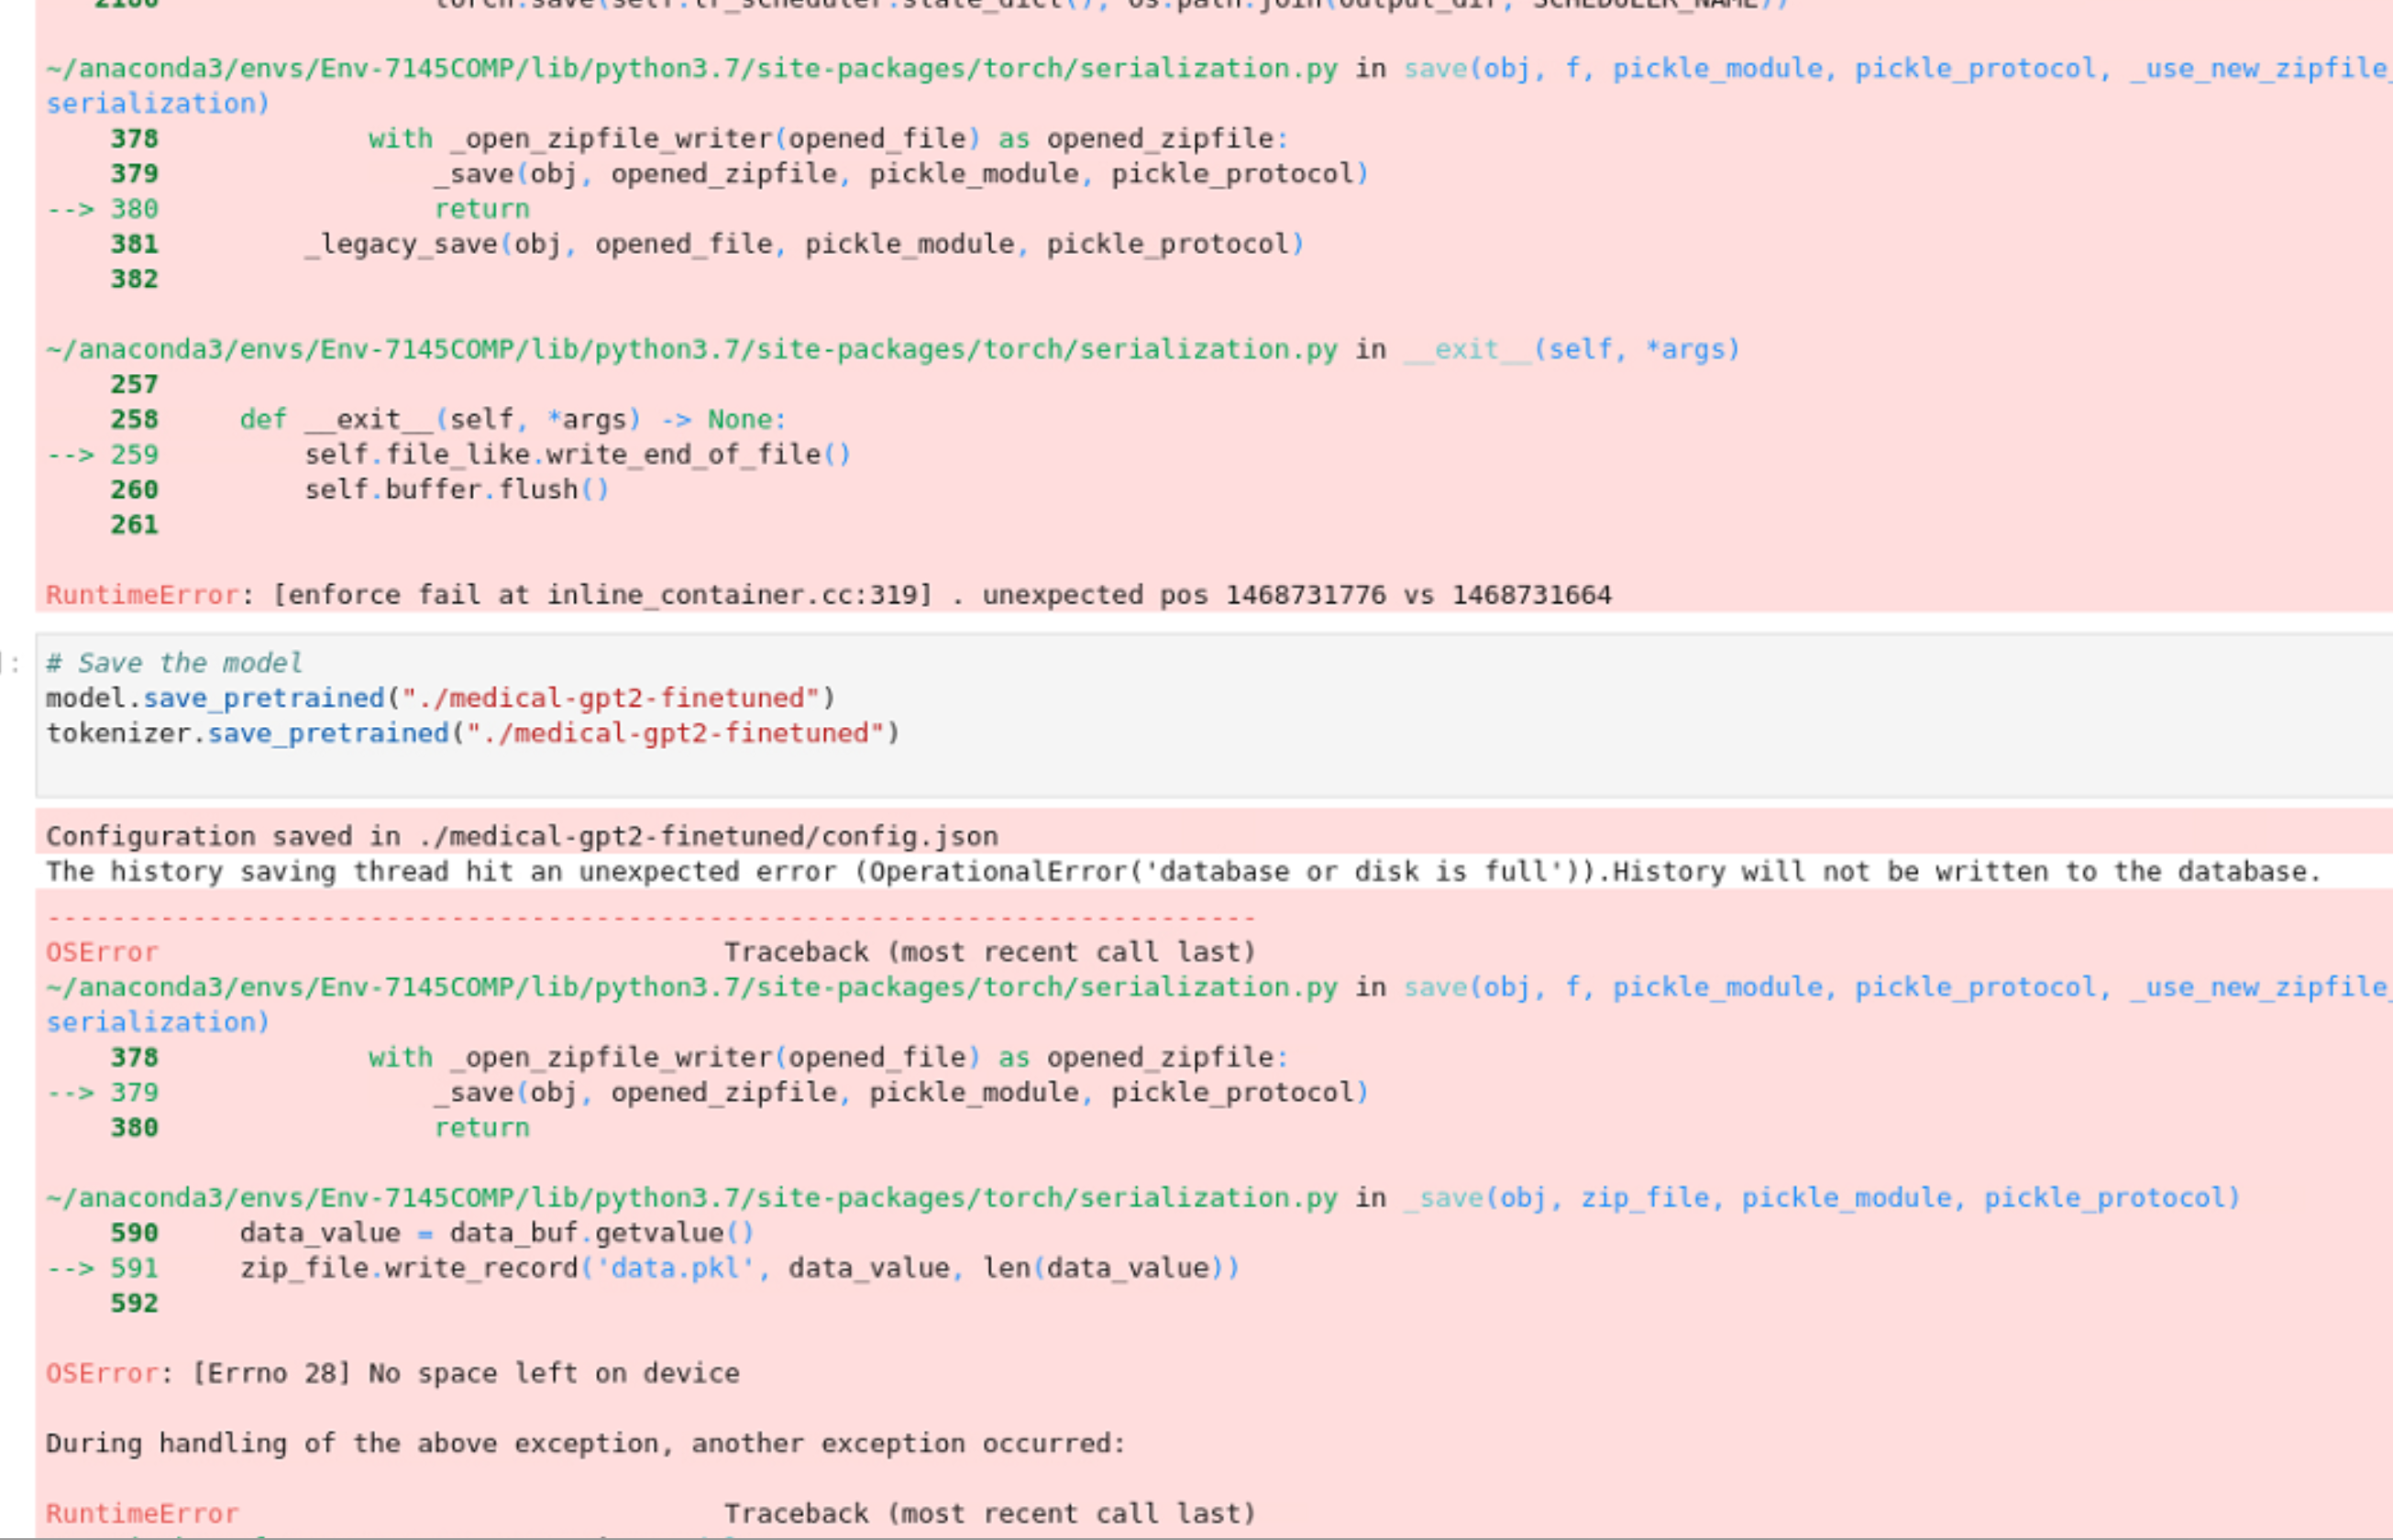 2186 torch.save(self.lr_scheduler.state_dict(), os.path.join(output_dir, SCHEDULER_NAME))
~/anaconda3/envs/Env-7145COMP/lib/python3.7/site-packages/torch/serialization.py in save(obj, f, pickle_module, pickle_protocol, _use_new_zipfile_
serialization)
378 with _open_zipfile_writer(opened_file) as opened_zipfile:
379 _save(obj, opened_zipfile, pickle_module, pickle_protocol)
--> 380 return
381 _legacy_save(obj, opened_file, pickle_module, pickle_protocol)
382
~/anaconda3/envs/Env-7145COMP/lib/python3.7/site-packages/torch/serialization.py in __exit__(self, *args)
257
258 def __exit__(self, *args) -> None:
--> 259 self.file_like.write_end_of_file()
260 self.buffer.flush()
261
RuntimeError: [enforce fail at inline_container.cc:319] . unexpected pos 1468731776 vs 1468731664
]: # Save the model
model.save_pretrained("./medical-gpt2-finetuned")
tokenizer.save_pretrained("./medical-gpt2-finetuned")
Configuration saved in ./medical-gpt2-finetuned/config.json
The history saving thread hit an unexpected error (OperationalError('database or disk is full')).History will not be written to the database.
---------------------------------------------------------------------------
OSError Traceback (most recent call last)
~/anaconda3/envs/Env-7145COMP/lib/python3.7/site-packages/torch/serialization.py in save(obj, f, pickle_module, pickle_protocol, _use_new_zipfile_
serialization)
378 with _open_zipfile_writer(opened_file) as opened_zipfile:
--> 379 _save(obj, opened_zipfile, pickle_module, pickle_protocol)
380 return
~/anaconda3/envs/Env-7145COMP/lib/python3.7/site-packages/torch/serialization.py in _save(obj, zip_file, pickle_module, pickle_protocol)
590 data_value = data_buf.getvalue()
--> 591 zip_file.write_record('data.pkl', data_value, len(data_value))
592
OSError: [Errno 28] No space left on device
During handling of the above exception, another exception occurred:
RuntimeError Traceback (most recent call last)